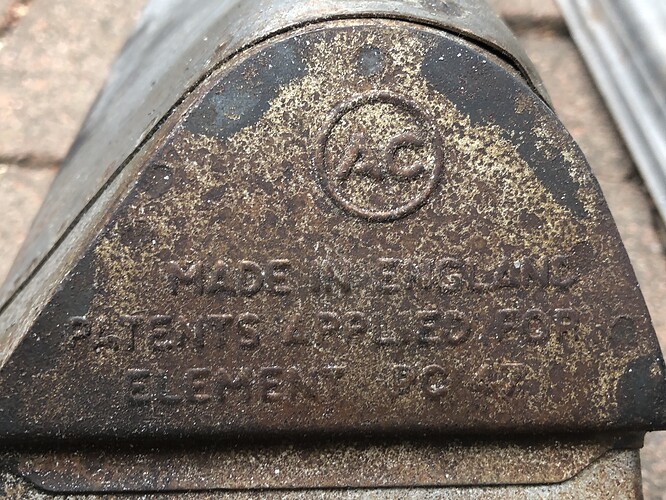 AC
MADE IN ENGLAND
PATENTS APPLIED FOR
ELEMENT PC 47